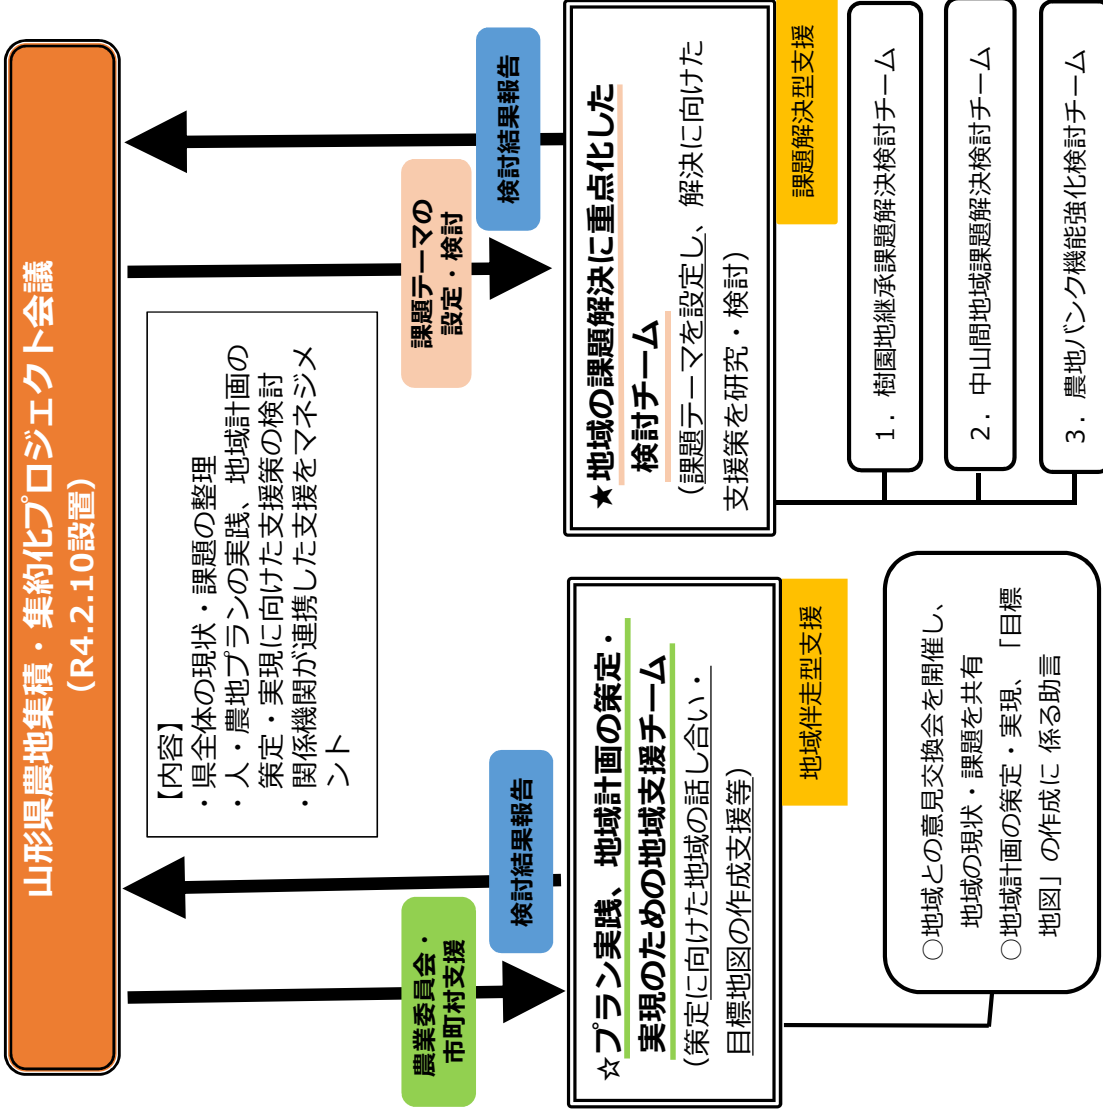 山形県農地集積・集約化プロジェクト会議
（R4.2.10設置）
【内容】
・県全体の現状・課題の整理
・人・農地プランの実践、地域計画の
策定・実現に向けた支援策の検討
・関係機関が連携した支援をマネジメ
ント
農業委員会・
市町村支援
検討結果報告
課題テーマの
設定・検討
検討結果報告
☆プラン実践、地域計画の策定・
実現のための地域支援チーム
（策定に向けた地域の話し合い・
目標地図の作成支援等）
地域伴走型支援
○地域との意見交換会を開催し、
地域の現状・課題を共有
○地域計画の策定・実現、「目標
地図」の作成に 係る助言
★地域の課題解決に重点化した
検討チーム
（課題テーマを設定し、解決に向けた
支援策を研究・検討）
課題解決型支援
１．樹園地継承課題解決検討チーム
２．中山間地域課題解決検討チーム
３．農地バンク機能強化検討チーム